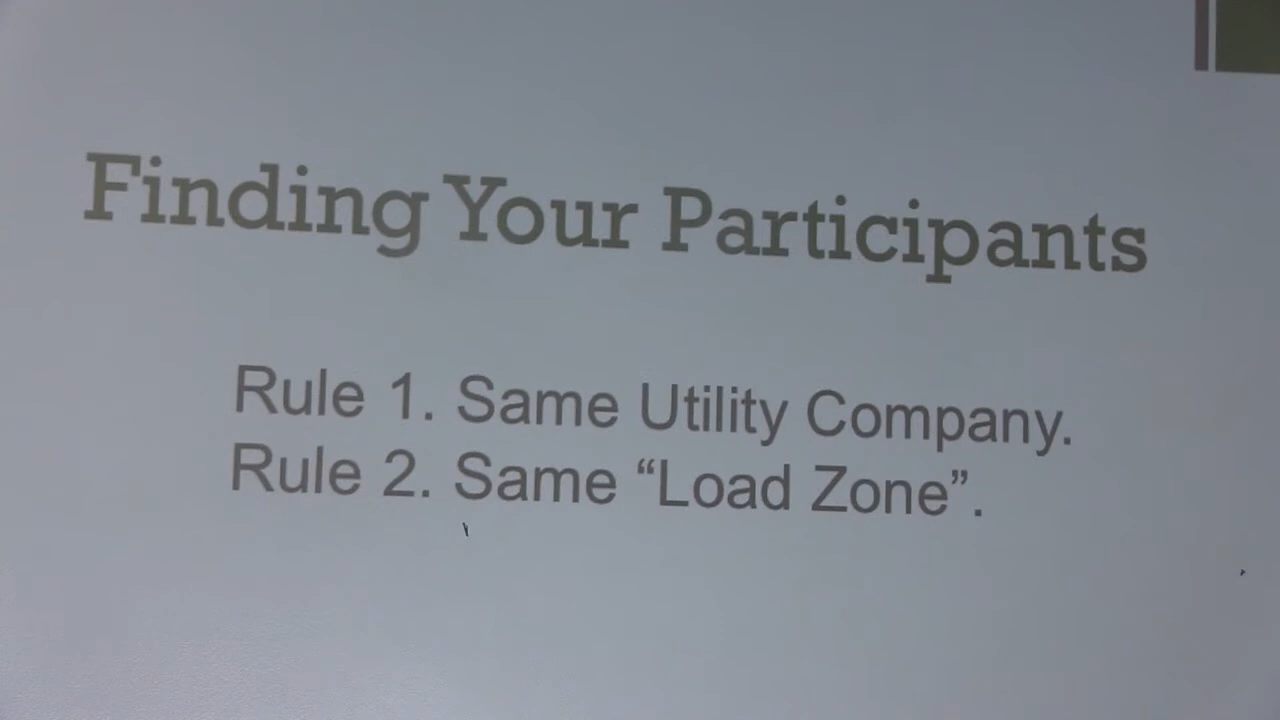 Finding Your Participants
Rule 1. Same Utility Company.
Rule 2. Same “Load Zone”.